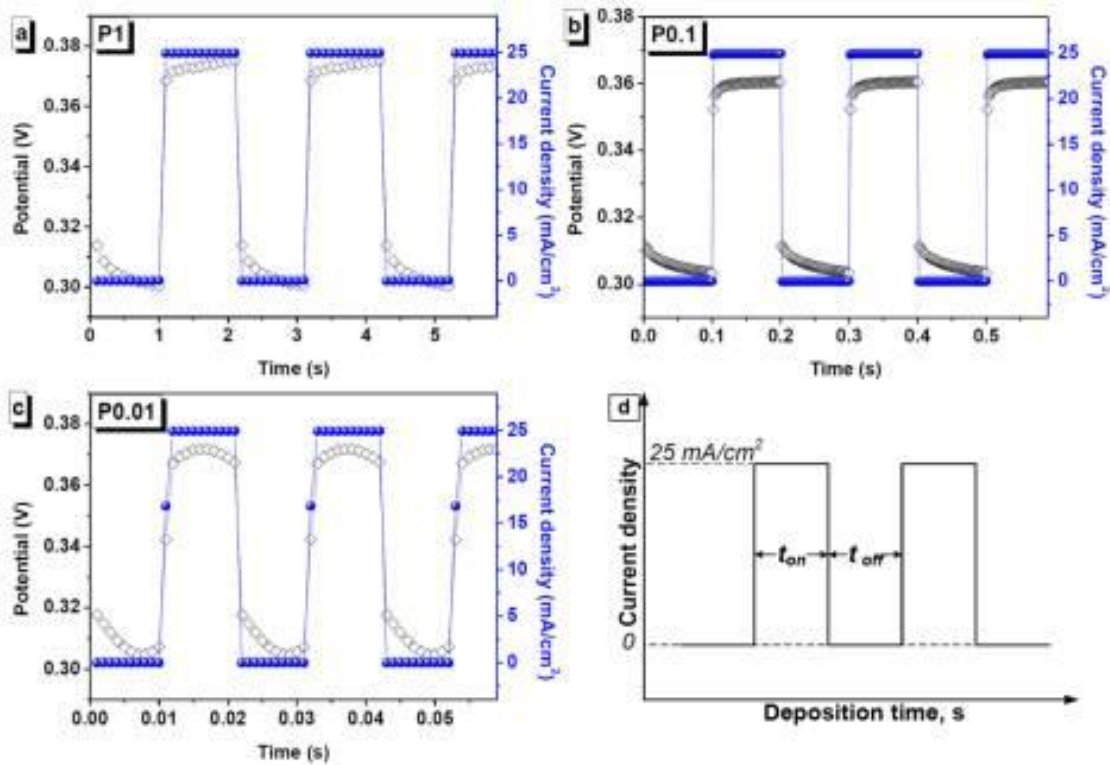 a
P1
0.38
0.36
0.34
0.32
0.30
Potential (V)
25
20
15
10
5
0
Current density (mA/cm²)
0 1 2 3 4 5
Time (s)
b
P0.1
0.38
0.36
0.34
0.32
0.30
Potential (V)
25
20
15
10
5
0
Current density (mA/cm²)
0.0 0.1 0.2 0.3 0.4 0.5
Time (s)
c
P0.01
0.38
0.36
0.34
0.32
0.30
Potential (V)
25
20
15
10
5
0
Current density (mA/cm²)
0.00 0.01 0.02 0.03 0.04 0.05
Time (s)
d
25 mA/cm²
Current density
ton
t off
0
Deposition time, s